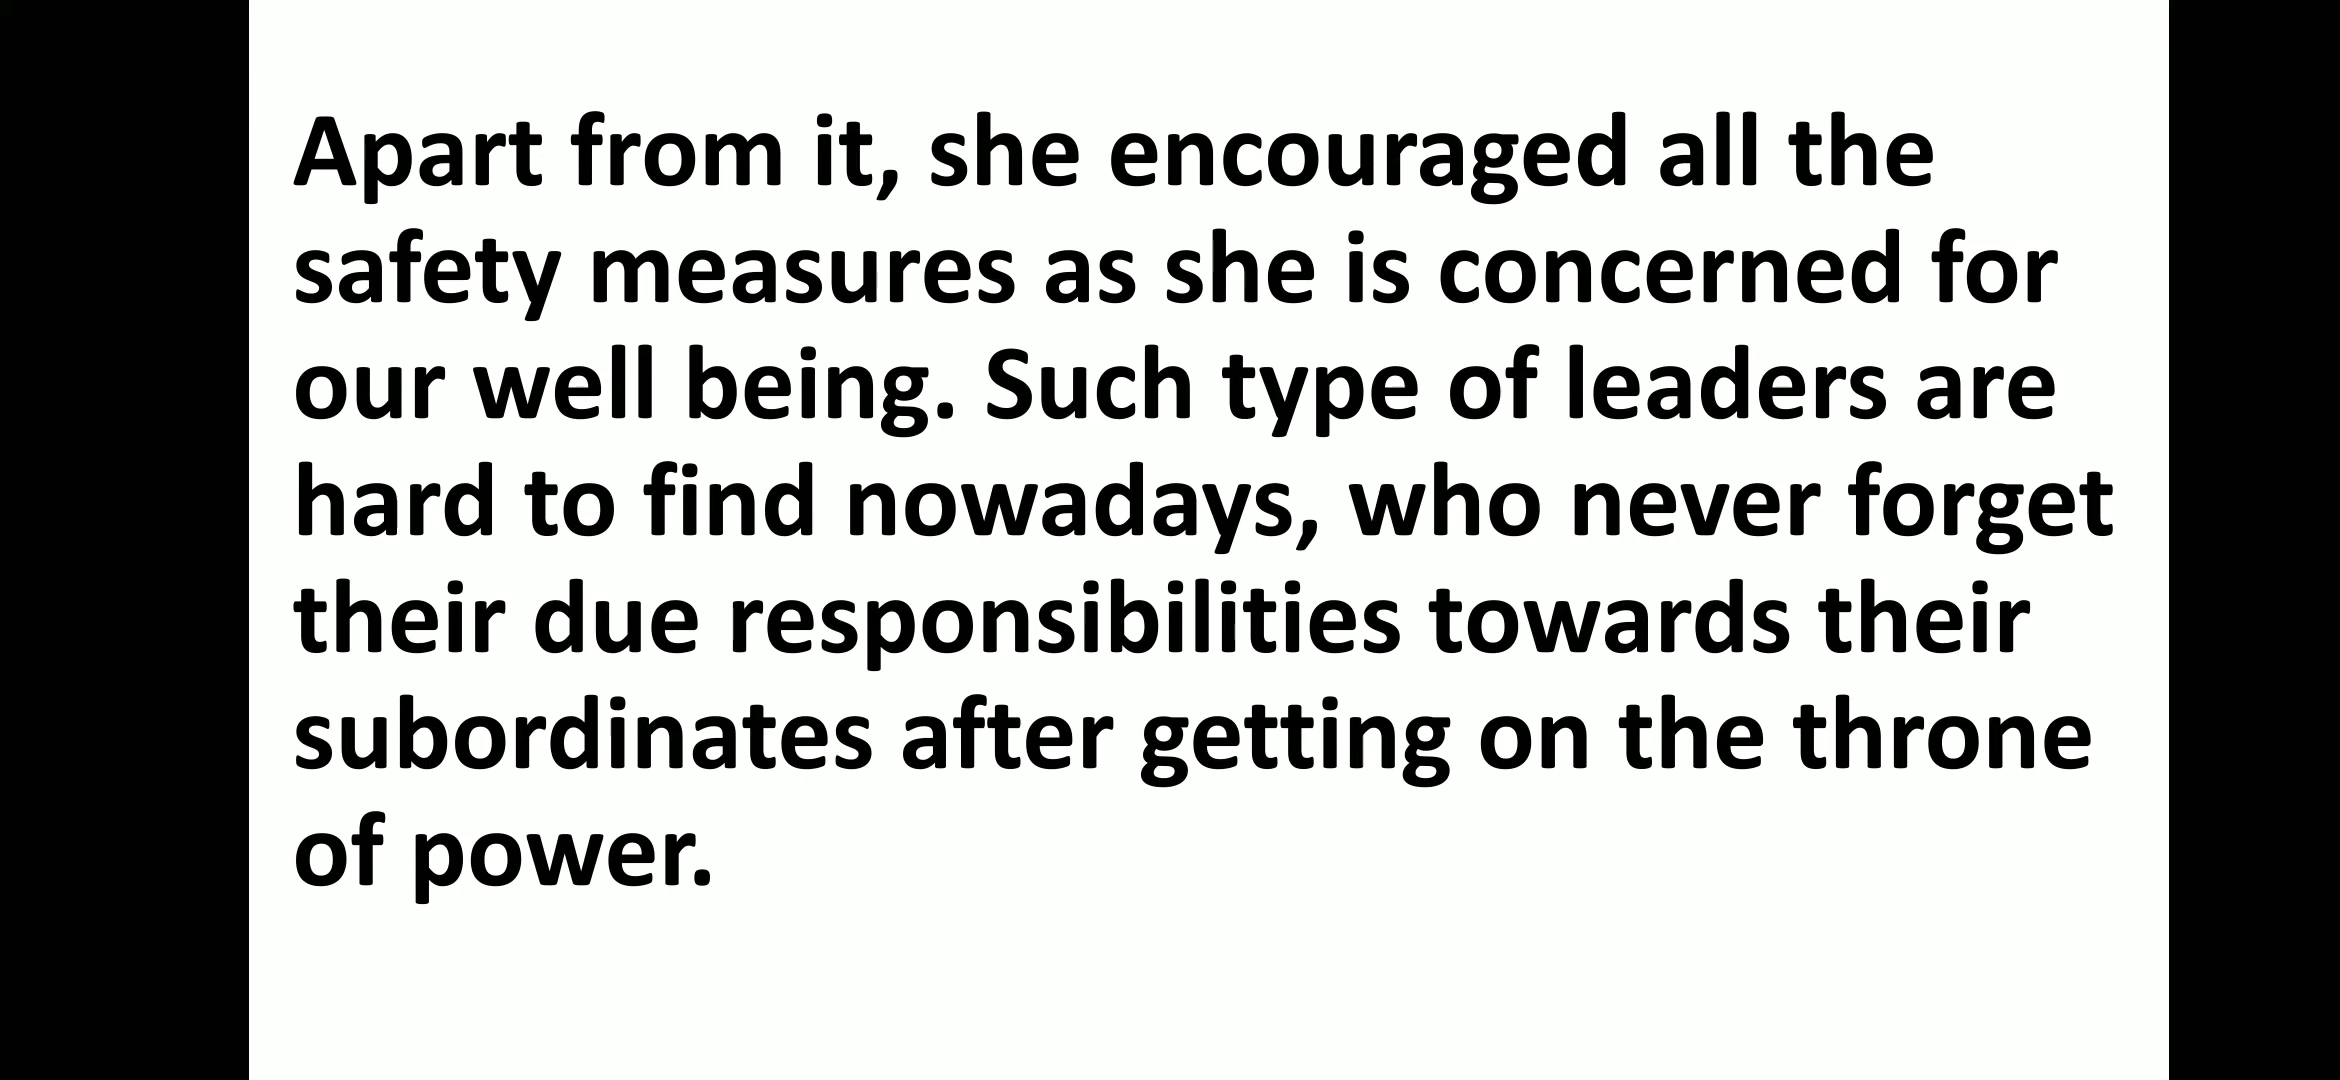 Apart from it, she encouraged all the
safety measures as she is concerned for
our well being. Such type of leaders are
hard to find nowadays, who never forget
their due responsibilities towards their
subordinates after getting on the throne
of power.